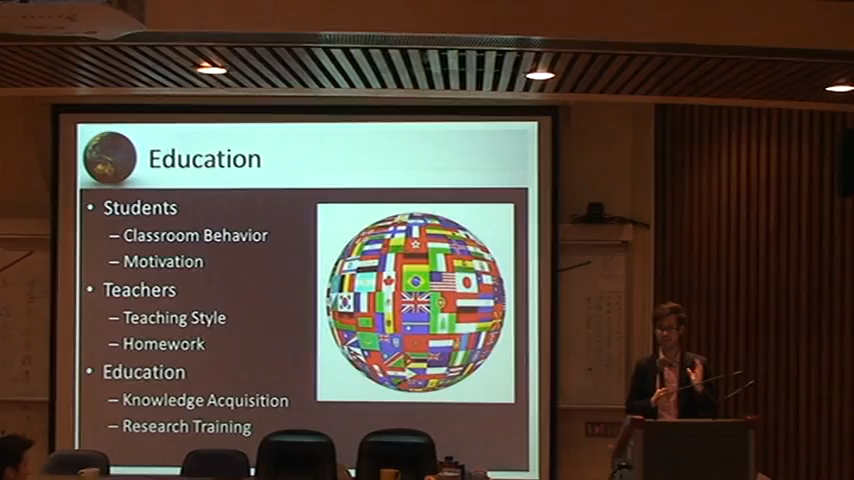 Education
• Students
– Classroom Behavior
– Motivation
• Teachers
– Teaching Style
– Homework
• Education
– Knowledge Acquisition
– Research Training